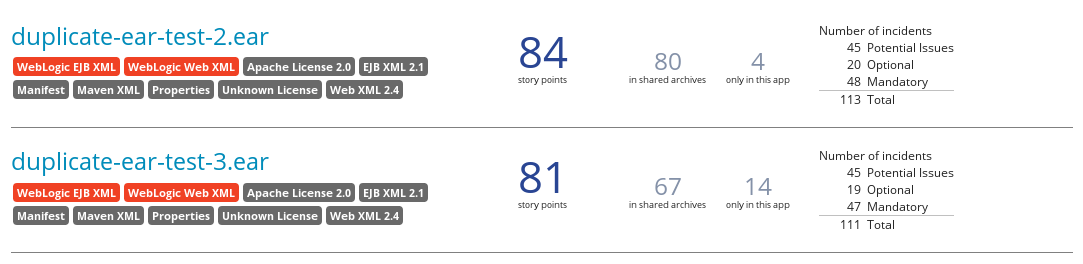 duplicate-ear-test-2.ear
WebLogic EJB XML WebLogic Web XML Apache License 2.0 EJB XML 2.1
Manifest Maven XML Properties Unknown License Web XML 2.4
84
story points
80
in shared archives
4
only in this app
Number of incidents
45 Potential Issues
20 Optional
48 Mandatory
113 Total
duplicate-ear-test-3.ear
WebLogic EJB XML WebLogic Web XML Apache License 2.0 EJB XML 2.1
Manifest Maven XML Properties Unknown License Web XML 2.4
81
story points
67
in shared archives
14
only in this app
Number of incidents
45 Potential Issues
19 Optional
47 Mandatory
111 Total